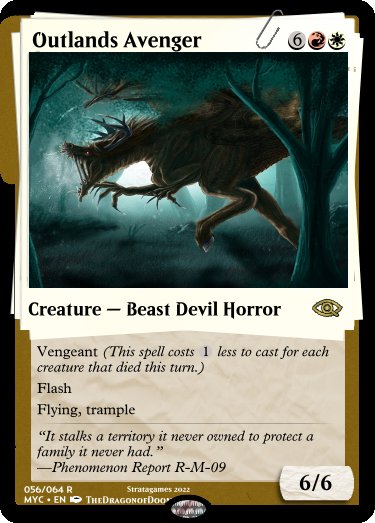 Outlands Avenger 6
Creature — Beast Devil Horror
Vengeant (This spell costs 1 less to cast for each
creature that died this turn.)
Flash
Flying, trample
“It stalks a territory it never owned to protect a
family it never had.”
—Phenomenon Report R-M-09
6/6
056/064 R
Stratagames 2022
MYC • EN TheDragonofDoom